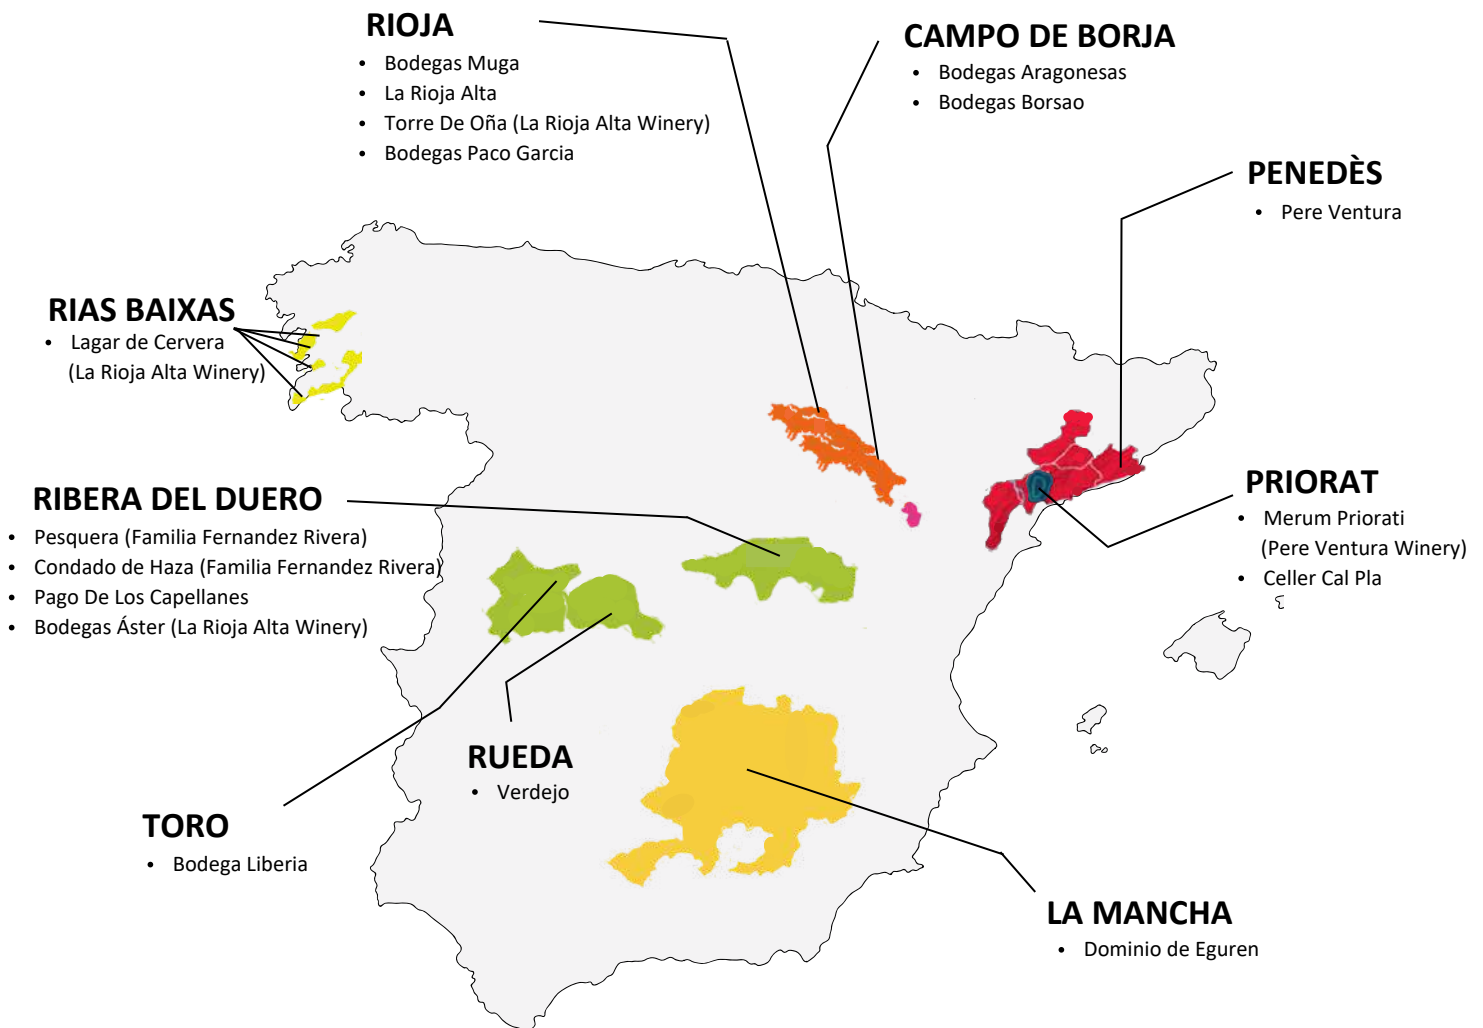 RIOJA
• Bodegas Muga
• La Rioja Alta
• Torre De Oña (La Rioja Alta Winery)
• Bodegas Paco Garcia
CAMPO DE BORJA
• Bodegas Aragonesas
• Bodegas Borsao
PENEDÈS
• Pere Ventura
RIAS BAIXAS
• Lagar de Cervera
(La Rioja Alta Winery)
RIBERA DEL DUERO
• Pesquera (Familia Fernandez Rivera)
• Condado de Haza (Familia Fernandez Rivera)
• Pago De Los Capellanes
• Bodegas Áster (La Rioja Alta Winery)
PRIORAT
• Merum Priorati
(Pere Ventura Winery)
• Celler Cal Pla
RUEDA
• Verdejo
TORO
• Bodega Liberia
LA MANCHA
• Dominio de Eguren